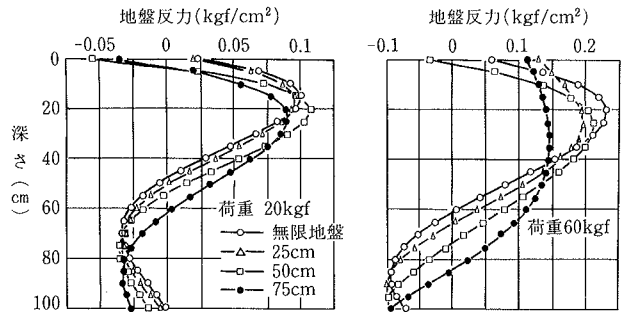 地盤反力(kgf/cm²)
地盤反力(kgf/cm²)
-0.05 0 0.05 0.1
-0.1 0 0.1 0.2
0
20
40
60
80
100
深さ(cm)
荷重 20kgf
無限地盤
25cm
50cm
75cm
荷重60kgf